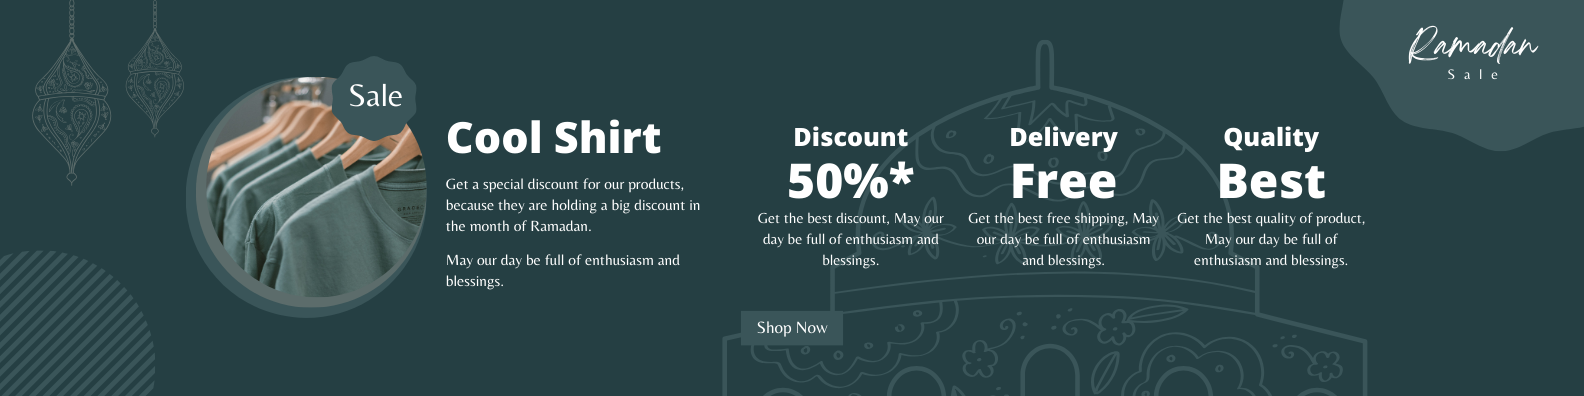 Ramadan
Sale
Sale
Cool Shirt
Get a special discount for our products,
because they are holding a big discount in
the month of Ramadan.
May our day be full of enthusiasm and
blessings.
Discount
50%*
Get the best discount, May our
day be full of enthusiasm and
blessings.
Delivery
Free
Get the best free shipping, May
our day be full of enthusiasm
and blessings.
Quality
Best
Get the best quality of product,
May our day be full of
enthusiasm and blessings.
Shop Now